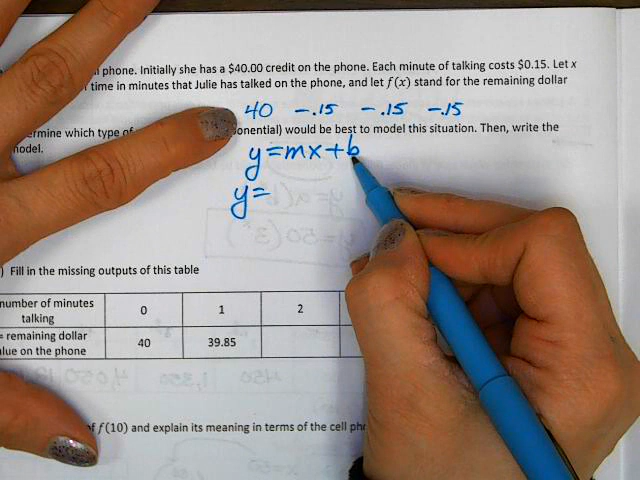 phone. Initially she has a $40.00 credit on the phone. Each minute of talking costs $0.15. Let x
time in minutes that Julie has talked on the phone, and let f(x) stand for the remaining dollar
40 -.15 -.15 -.15
ermine which type of onential) would be best to model this situation. Then, write the
nodel.
y=mx+b
y=
) Fill in the missing outputs of this table
number of minutes talking 0 1 2
= remaining dollar
lue on the phone 40 39.85
of f(10) and explain its meaning in terms of the cell pho